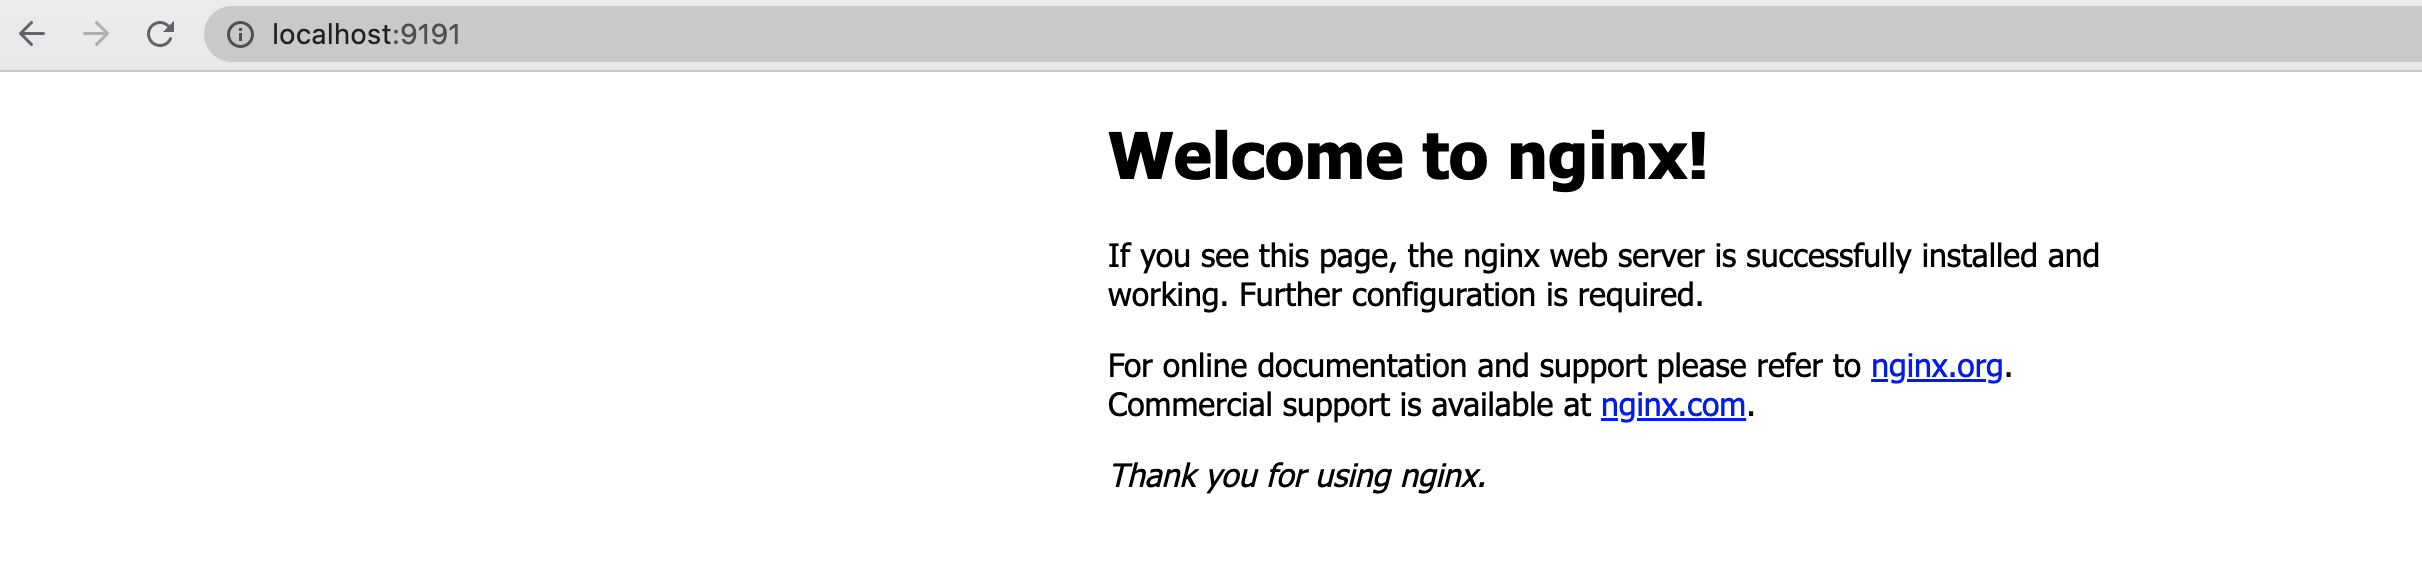 localhost:9191
Welcome to nginx!
If you see this page, the nginx web server is successfully installed and
working. Further configuration is required.
For online documentation and support please refer to nginx.org.
Commercial support is available at nginx.com.
Thank you for using nginx.